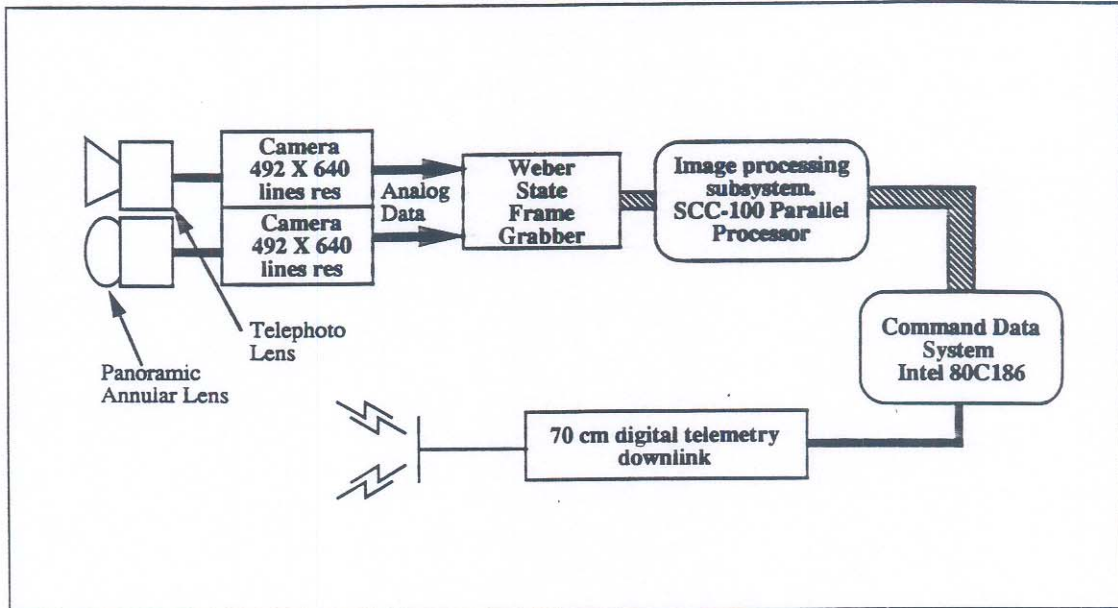 Camera
492 X 640
lines res
Camera
492 X 640
lines res
Analog
Data
Weber
State
Frame
Grabber
Image processing
subsystem.
SCC-100 Parallel
Processor
Telephoto
Lens
Panoramic
Annular Lens
Command Data
System
Intel 80C186
70 cm digital telemetry
downlink